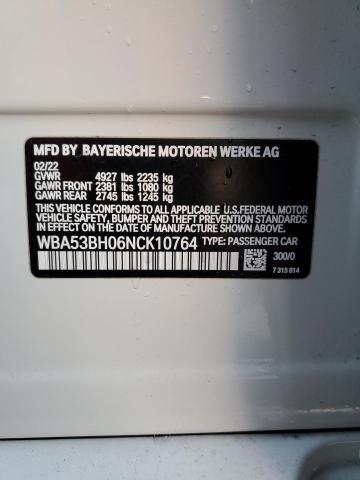 MFD BY BAYERISCHE MOTOREN WERKE AG
02/22
GVWR 4927 lbs 2235 kg
GAWR FRONT 2381 lbs 1080 kg
GAWR REAR 2745 lbs 1245 kg
THIS VEHICLE CONFORMS TO ALL APPLICABLE U.S.FEDERAL MOTOR
VEHICLE SAFETY, BUMPER AND THEFT PREVENTION STANDARDS
IN EFFECT ON THE DATE OF MANUFACTURE SHOWN ABOVE.
WBA53BH06NCK10764 TYPE: PASSENGER CAR
300/0
7 315 614